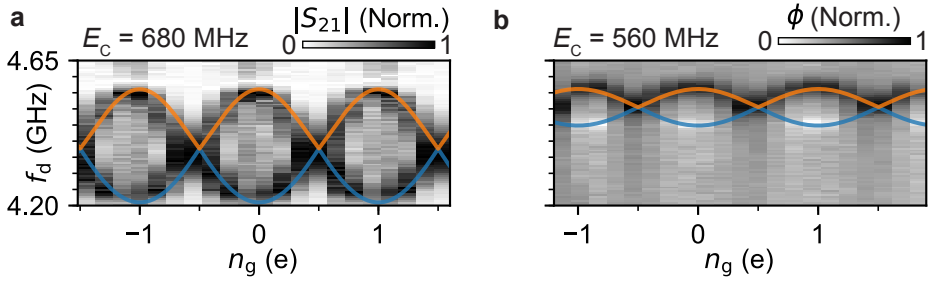 a
E_C = 680 MHz
|S_21| (Norm.)
0 1
4.65
f_d (GHz)
4.20
−1 0 1
n_g (e)
b
E_C = 560 MHz
ϕ (Norm.)
0 1
−1 0 1
n_g (e)